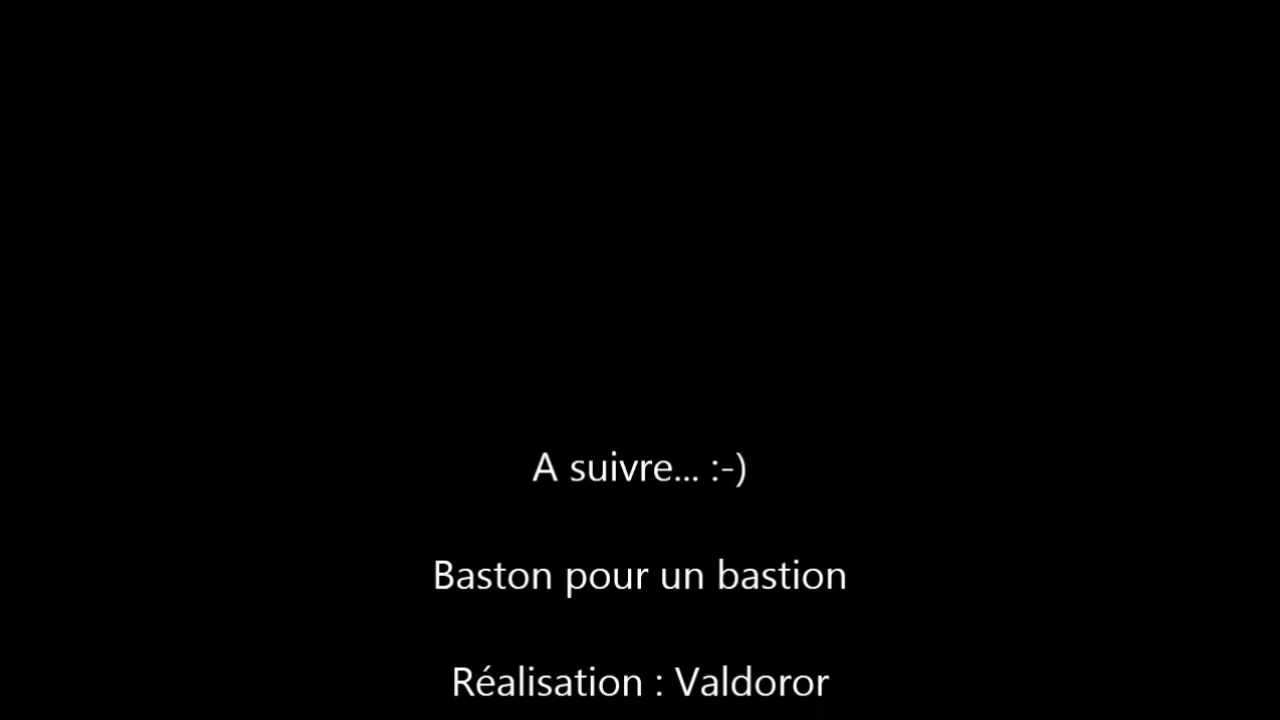 A suivre... :-)
Baston pour un bastion
Réalisation : Valdoror